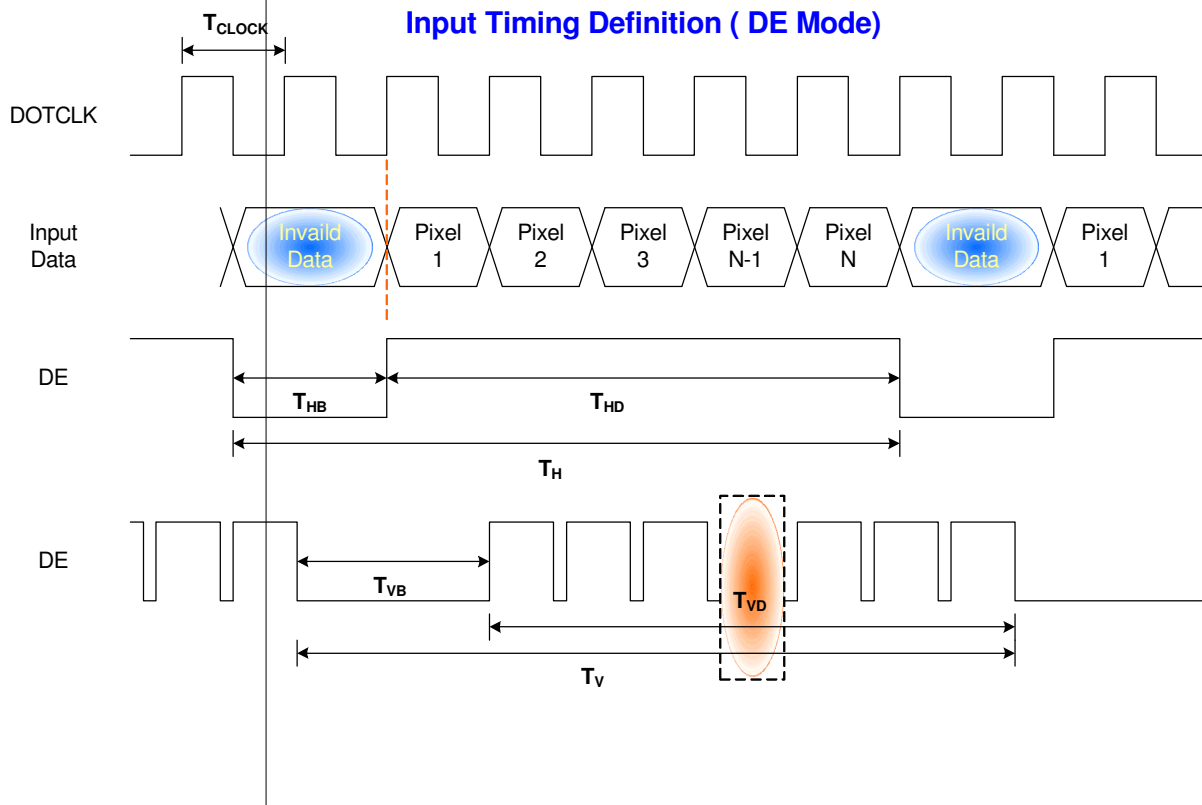 Input Timing Definition ( DE Mode)
TCLOCK
DOTCLK
Input
Data
Invaild
Data
Pixel
1
Pixel
2
Pixel
3
Pixel
N-1
Pixel
N
Invaild
Data
Pixel
1
DE
THB
THD
TH
DE
TVB
TVD
TV